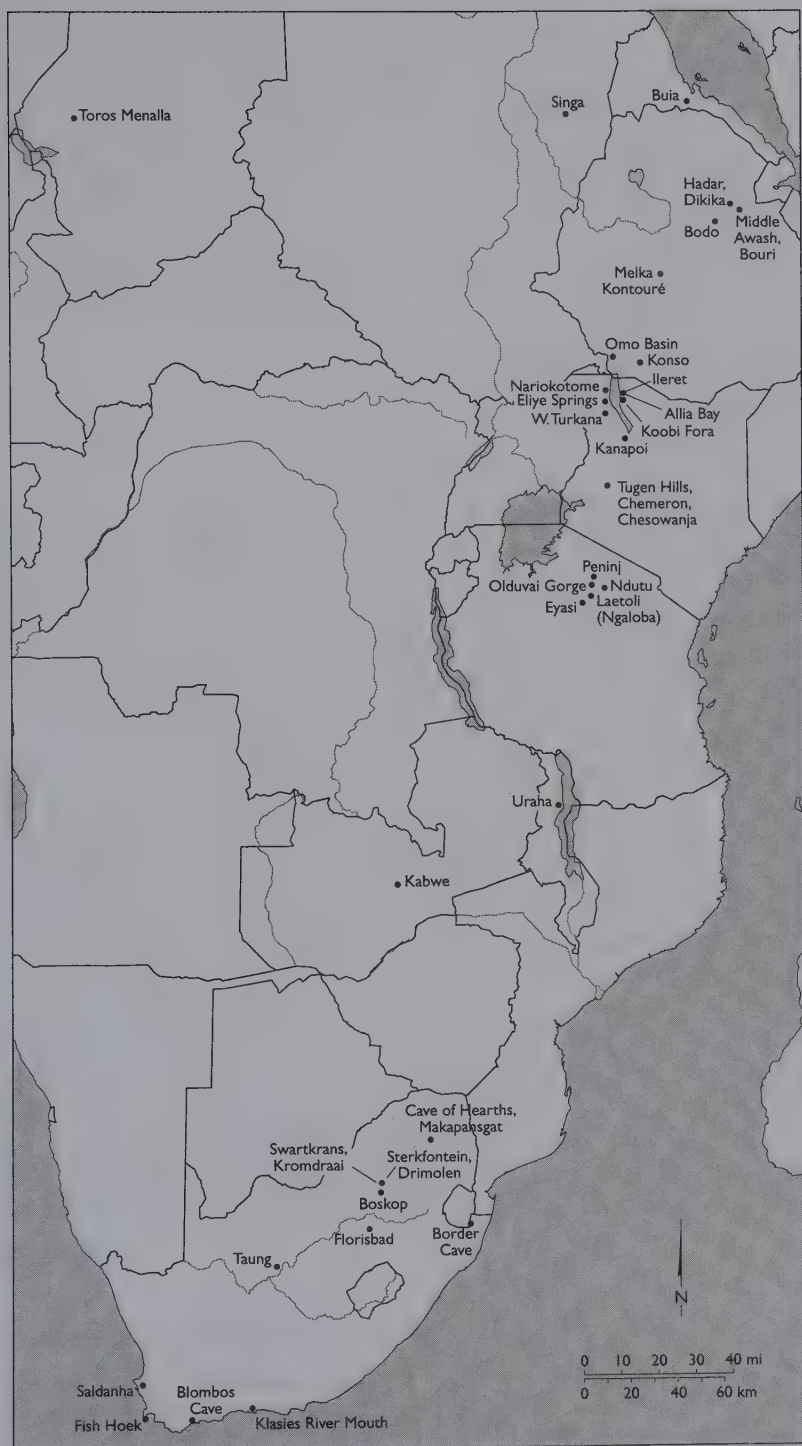 Toros Menalla
Singa
Buia
Hadar,
Dikika
Middle
Awash,
Bouri
Bodo
Melka
Kontouré
Omo Basin
Konso
Nariokotome
Ileret
Eliye Springs
Allia Bay
W. Turkana
Koobi Fora
Kanapoi
Tugen Hills,
Chemeron,
Chesowanja
Peninj
Olduvai Gorge
Ndutu
Eyasi
Laetoli
(Ngaloba)
Uraha
Kabwe
Cave of Hearths,
Makapansgat
Swartkrans,
Kromdraai
Sterkfontein,
Drimolen
Boskop
Florisbad
Border
Cave
Taung
N
0 10 20 30 40 mi
0 20 40 60 km
Saldanha
Blombos
Cave
Fish Hoek
Klasies River Mouth